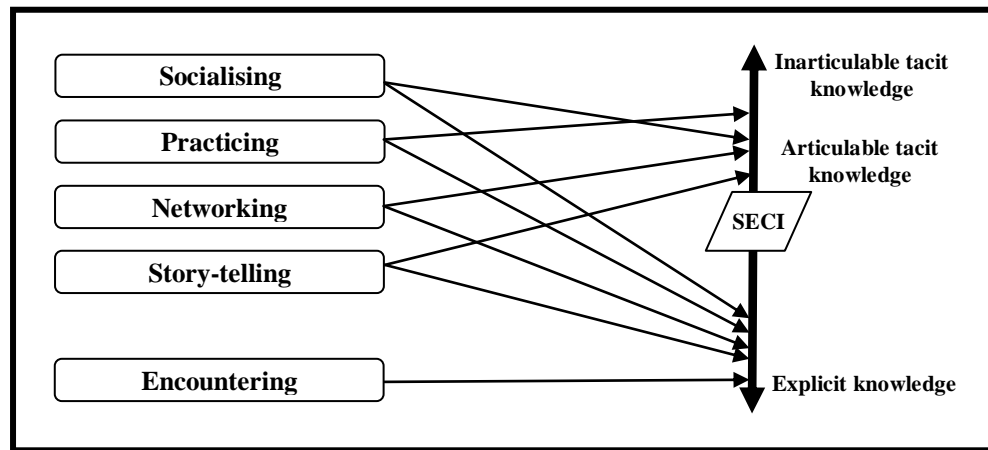 Socialising
Practicing
Networking
Story-telling
Encountering
Inarticulable tacit
knowledge
Articulable tacit
knowledge
SECI
Explicit knowledge